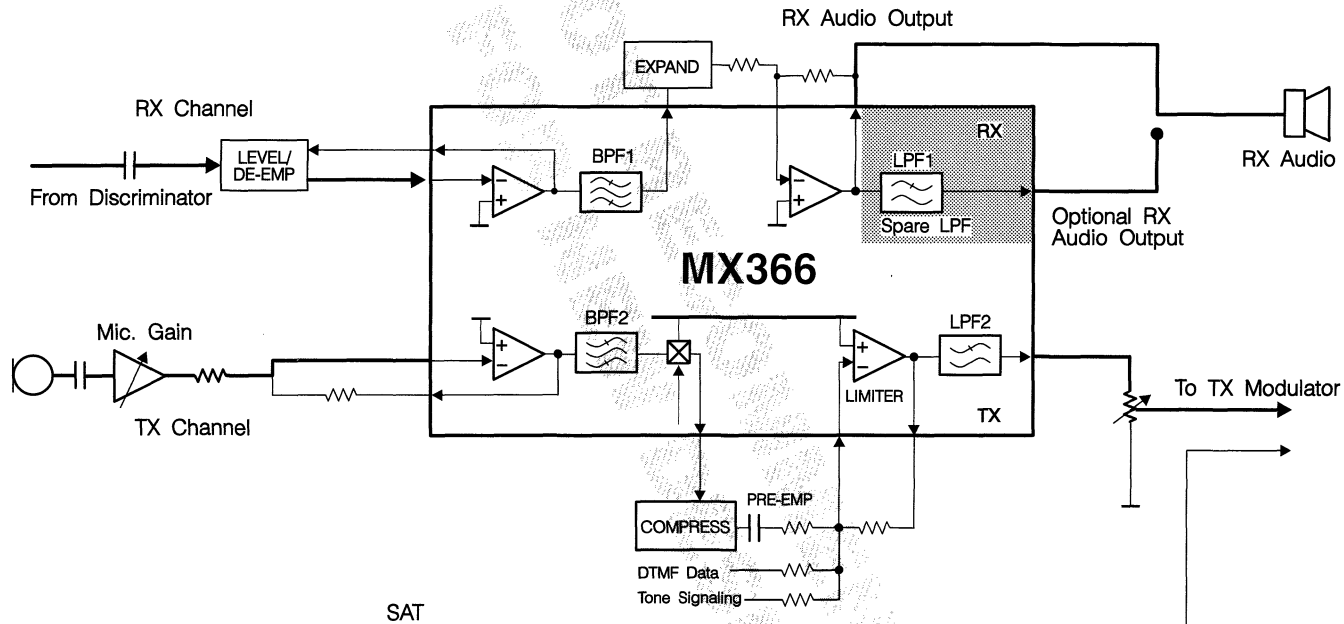 RX Audio Output
EXPAND
RX Channel
LEVEL/
DE-EMP
BPF1
RX
LPF1
RX Audio
From Discriminator
Spare LPF
Optional RX
Audio Output
MX366
Mic. Gain
BPF2
LPF2
LIMITER
To TX Modulator
TX Channel
TX
PRE-EMP
COMPRESS
DTMF Data
Tone Signaling
SAT